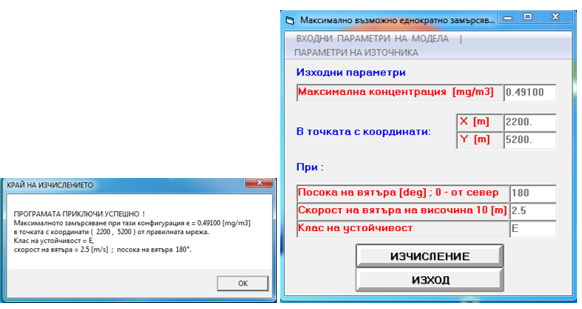 КРАЙ НА ИЗЧИСЛЕНИЕТО
ПРОГРАМАТА ПРИКЛЮЧИ УСПЕШНО !
Максималното замърсяване при тази конфигурация е = 0.49100 [mg/m3]
в точката с координати ( 2200 , 5200 ) от правилната мрежа.
Клас на устойчивост = E,
скорост на вятъра = 2.5 [m/s] ; посока на вятъра 180°.
OK
Максимално възможно еднократно замърсяв...
ВХОДНИ ПАРАМЕТРИ НА МОДЕЛА |
ПАРАМЕТРИ НА ИЗТОЧНИКА
Изходни параметри
Максимална концентрация [mg/m3] 0.49100
В точката с координати:
X [m] 2200.
Y [m] 5200.
При :
Посока на вятъра [deg] ; 0 - от север 180
Скорост на вятъра на височина 10 [m] 2.5
Клас на устойчивост E
ИЗЧИСЛЕНИЕ
ИЗХОД